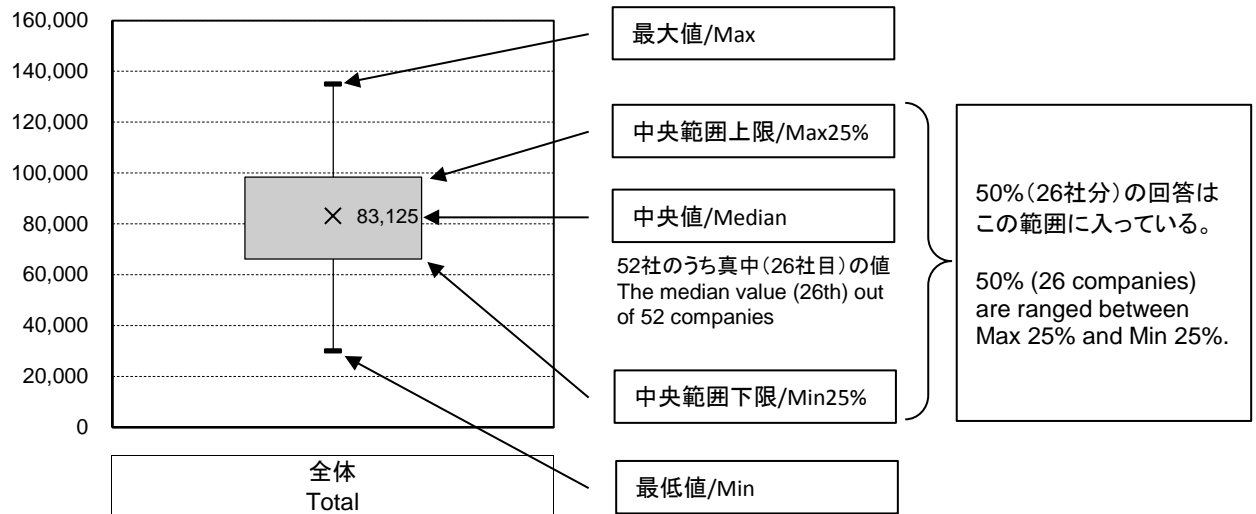 160,000
140,000
120,000
100,000
80,000
60,000
40,000
20,000
0
83,125
全体
Total
最大値/Max
中央範囲上限/Max25%
中央値/Median
52社のうち真中（26社目）の値
The median value (26th) out
of 52 companies
中央範囲下限/Min25%
最低値/Min
50%（26社分）の回答は
この範囲に入っている。
50% (26 companies)
are ranged between
Max 25% and Min 25%.